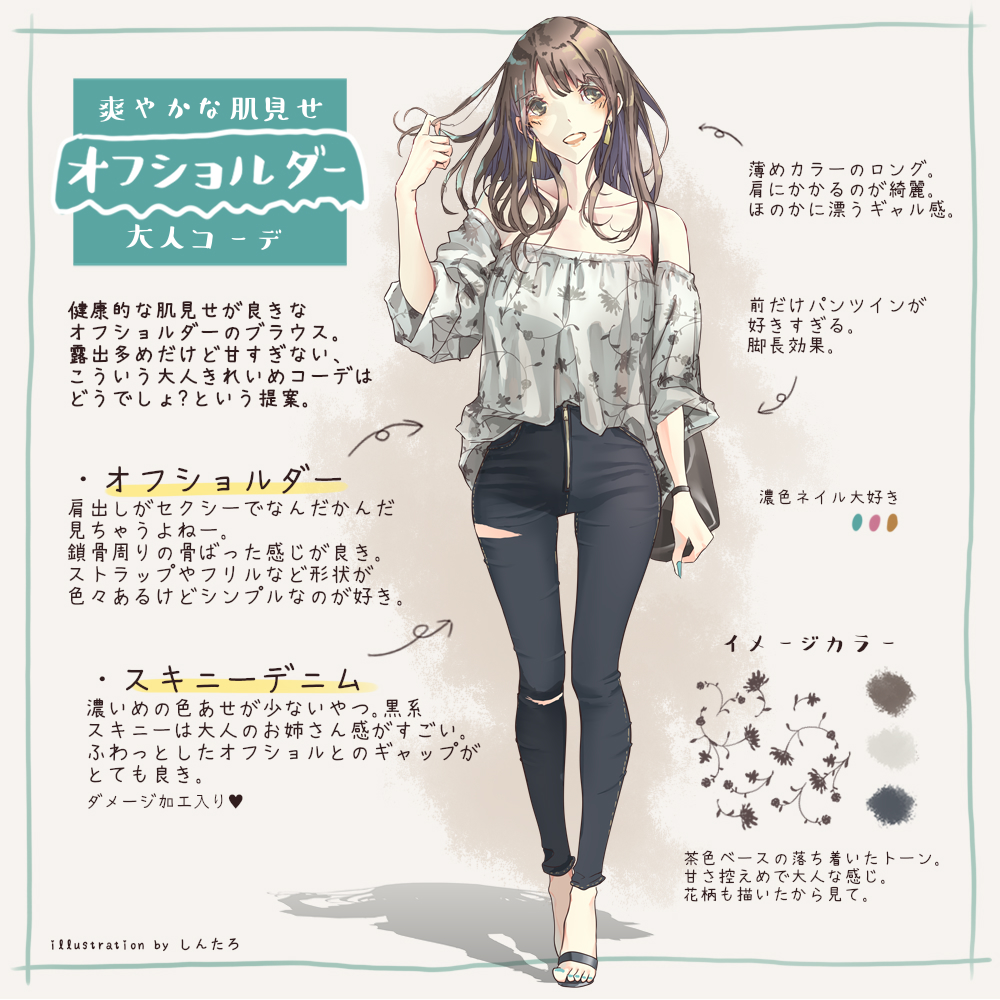 爽やかな肌見せ
オフショルダー
大人コーデ
健康的な肌見せが良きな
オフショルダーのブラウス。
露出多めだけど甘すぎない、
こういう大人きれいめコーデは
どうでしょ?という提案。
・オフショルダー
肩出しがセクシーでなんだかんだ
見ちゃうよねー。
鎖骨周りの骨ばった感じが良き。
ストラップやフリルなど形状が
色々あるけどシンプルなのが好き。
・スキニーデニム
濃いめの色あせが少ないやつ。黒系
スキニーは大人のお姉さん感がすごい。
ふわっとしたオフショルとのギャップが
とても良き。
ダメージ加工入り♥
薄めカラーのロング。
肩にかかるのが綺麗。
ほのかに漂うギャル感。
前だけパンツインが
好きすぎる。
脚長効果。
濃色ネイル大好き
イメージカラー
茶色ベースの落ち着いたトーン。
甘さ控えめで大人な感じ。
花柄も描いたから見て。
illustration by しんたろ